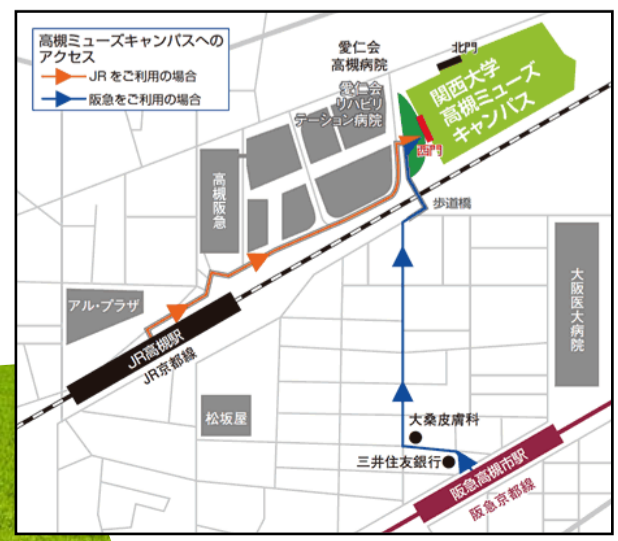 高槻ミューズキャンパスへの
アクセス
JRをご利用の場合
阪急をご利用の場合
愛仁会
高槻病院
北門
愛仁会
リハビリ
テーション病院
関西大学
高槻ミューズ
キャンパス
西門
高槻阪急
歩道橋
アル・プラザ
大阪医大病院
JR高槻駅
JR京都線
松坂屋
大桑皮膚科
三井住友銀行
阪急高槻市駅
阪急京都線